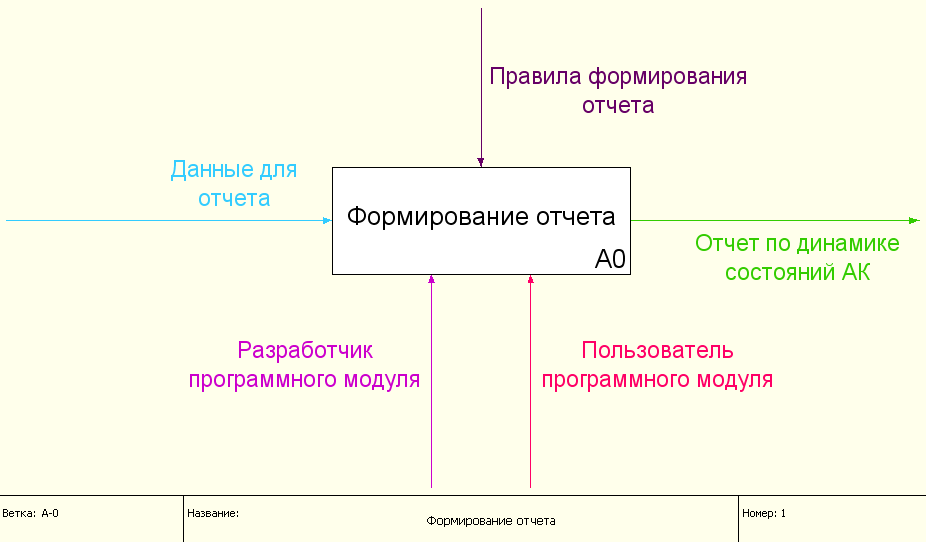 Правила формирования
отчета
Данные для
отчета
Формирование отчета
A0
Отчет по динамике
состояний АК
Разработчик
программного модуля
Пользователь
программного модуля
Ветка: A-0
Название:
Формирование отчета
Номер: 1